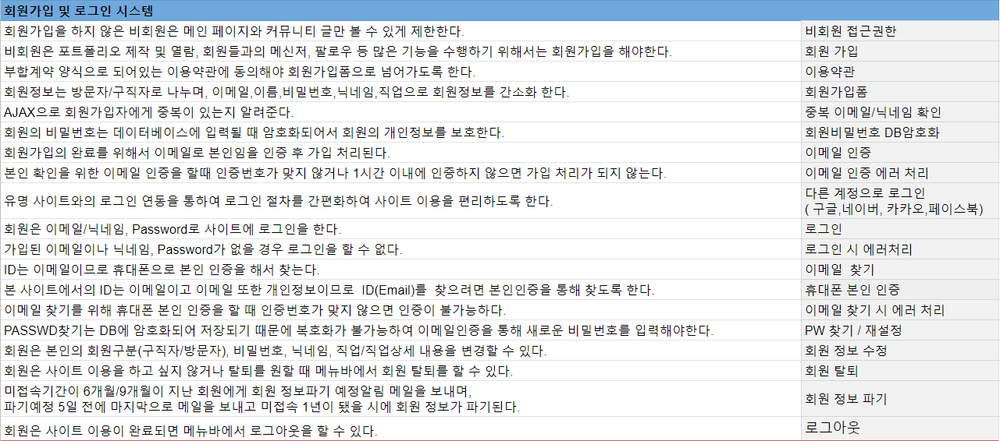 회원가입 및 로그인 시스템
회원가입을 하지 않은 비회원은 메인 페이지와 커뮤니티 글만 볼 수 있게 제한한다.
비회원 접근권한
비회원은 포트폴리오 제작 및 열람, 회원들과의 메신저, 팔로우 등 많은 기능을 수행하기 위해서는 회원가입을 해야한다.
회원 가입
부합계약 양식으로 되어있는 이용약관에 동의해야 회원가입폼으로 넘어가도록 한다.
이용약관
회원정보는 방문자/구직자로 나누며, 이메일,이름,비밀번호,닉네임,직업으로 회원정보를 간소화 한다.
회원가입폼
AJAX으로 회원가입자에게 중복이 있는지 알려준다.
중복 이메일/닉네임 확인
회원의 비밀번호는 데이터베이스에 입력될 때 암호화되어서 회원의 개인정보를 보호한다.
회원비밀번호 DB암호화
회원가입의 완료를 위해서 이메일로 본인임을 인증 후 가입 처리된다.
이메일 인증
본인 확인을 위한 이메일 인증을 할때 인증번호가 맞지 않거나 1시간 이내에 인증하지 않으면 가입 처리가 되지 않는다.
이메일 인증 에러 처리
유명 사이트와의 로그인 연동을 통하여 로그인 절차를 간편화하여 사이트 이용을 편리하도록 한다.
다른 계정으로 로그인
( 구글,네이버, 카카오,페이스북)
회원은 이메일/닉네임, Password로 사이트에 로그인을 한다.
로그인
가입된 이메일이나 닉네임, Password가 없을 경우 로그인을 할 수 없다.
로그인 시 에러처리
ID는 이메일이므로 휴대폰으로 본인 인증을 해서 찾는다.
이메일  찾기
본 사이트에서의 ID는 이메일이고 이메일 또한 개인정보이므로  ID(Email)를  찾으려면 본인인증을 통해 찾도록 한다.
휴대폰 본인 인증
이메일 찾기를 위해 휴대폰 본인 인증을 할 때 인증번호가 맞지 않으면 인증이 불가능하다.
이메일 찾기 시 에러 처리
PASSWD찾기는 DB에 암호화되어 저장되기 때문에 복호화가 불가능하여 이메일인증을 통해 새로운 비밀번호를 입력해야한다.
PW 찾기 / 재설정
회원은 본인의 회원구분(구직자/방문자), 비밀번호, 닉네임, 직업/직업상세 내용을 변경할 수 있다.
회원 정보 수정
회원은 사이트 이용을 하고 싶지 않거나 탈퇴를 원할 때 메뉴바에서 회원 탈퇴를 할 수 있다.
회원 탈퇴
미접속기간이 6개월/9개월이 지난 회원에게 회원 정보파기 예정알림 메일을 보내며,
파기예정 5일 전에 마지막으로 메일을 보내고 미접속 1년이 됐을 시에 회원 정보가 파기된다.
회원 정보 파기
회원은 사이트 이용이 완료되면 메뉴바에서 로그아웃을 할 수 있다.
로그아웃